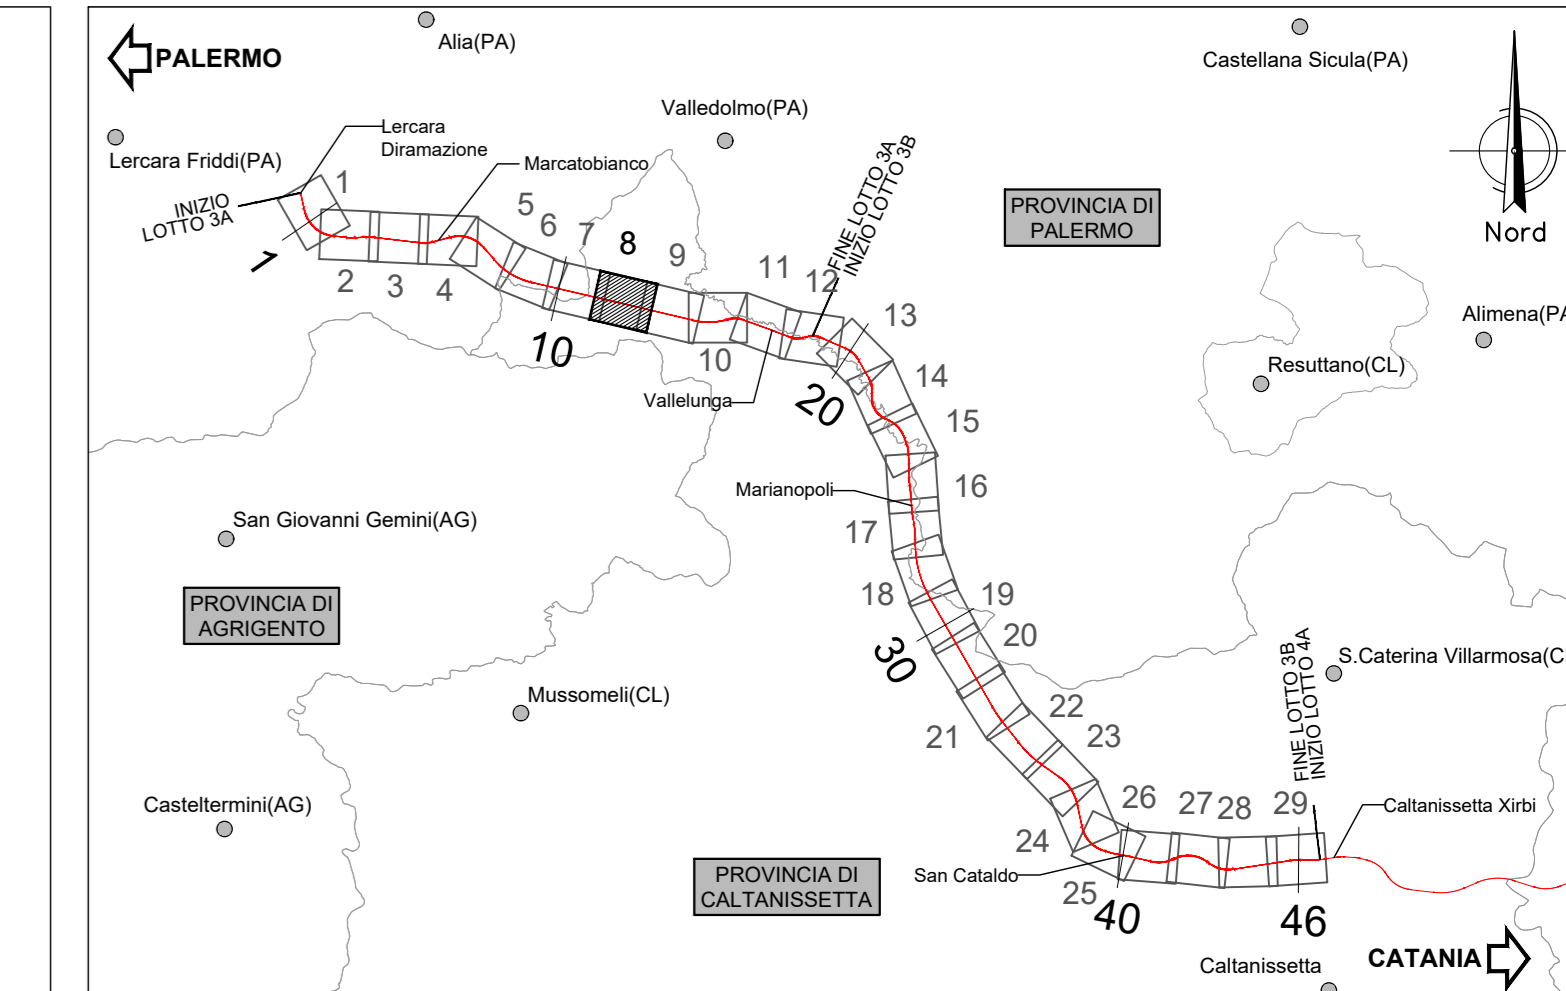 PALERMO
Alia(PA)
Castellana Sicula(PA)
Valledolmo(PA)
Lercara
Diramazione
Lercara Friddi(PA)
Marcatobianco
INIZIO
LOTTO 3A
FINE LOTTO 3A
INIZIO LOTTO 3B
PROVINCIA DI
PALERMO
Nord
1
1
2
3
4
5
6
7
8
9
10
10
11
12
13
14
15
20
Vallelunga
Alimena(PA
Resuttano(CL)
Marianopoli
16
17
San Giovanni Gemini(AG)
PROVINCIA DI
AGRIGENTO
18
19
20
30
21
22
23
Mussomeli(CL)
S.Caterina Villarmosa(C
FINE LOTTO 3B
INIZIO LOTTO 4A
Casteltermini(AG)
24
25
26
27
28
29
Caltanissetta Xirbi
PROVINCIA DI
CALTANISSETTA
San Cataldo
40
46
Caltanissetta
CATANIA